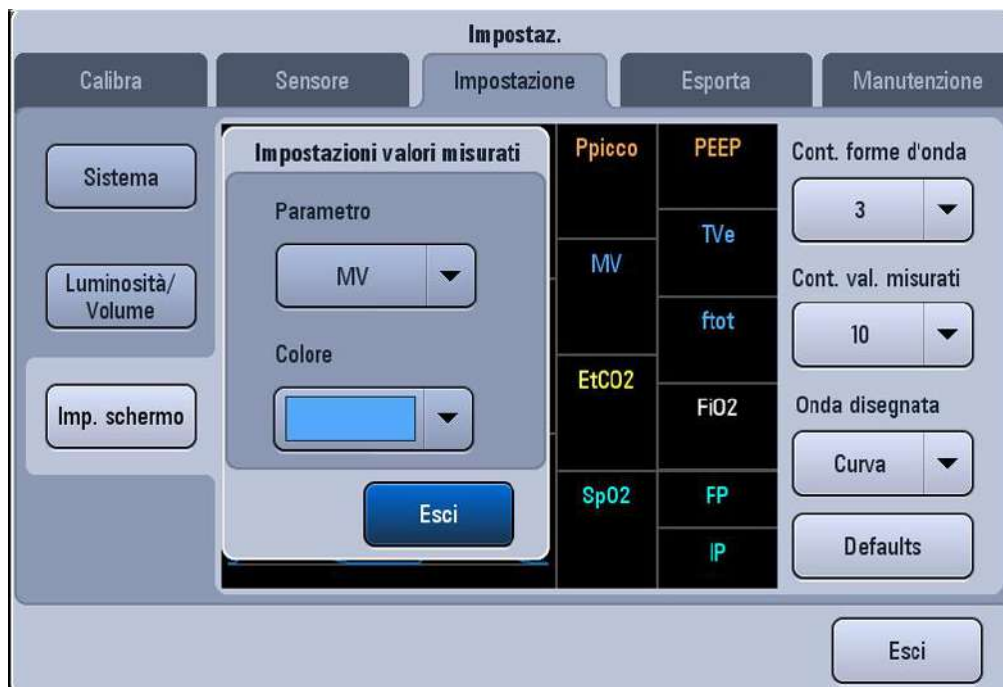 Impostaz.
Calibra
Sensore
Impostazione
Esporta
Manutenzione
Sistema
Luminosità/
Volume
Imp. schermo
Impostazioni valori misurati
Parametro
MV
Colore
Esci
Ppicco
PEEP
TVe
MV
ftot
EtCO2
FiO2
SpO2
FP
IP
Cont. forme d'onda
3
Cont. val. misurati
10
Onda disegnata
Curva
Defaults
Esci